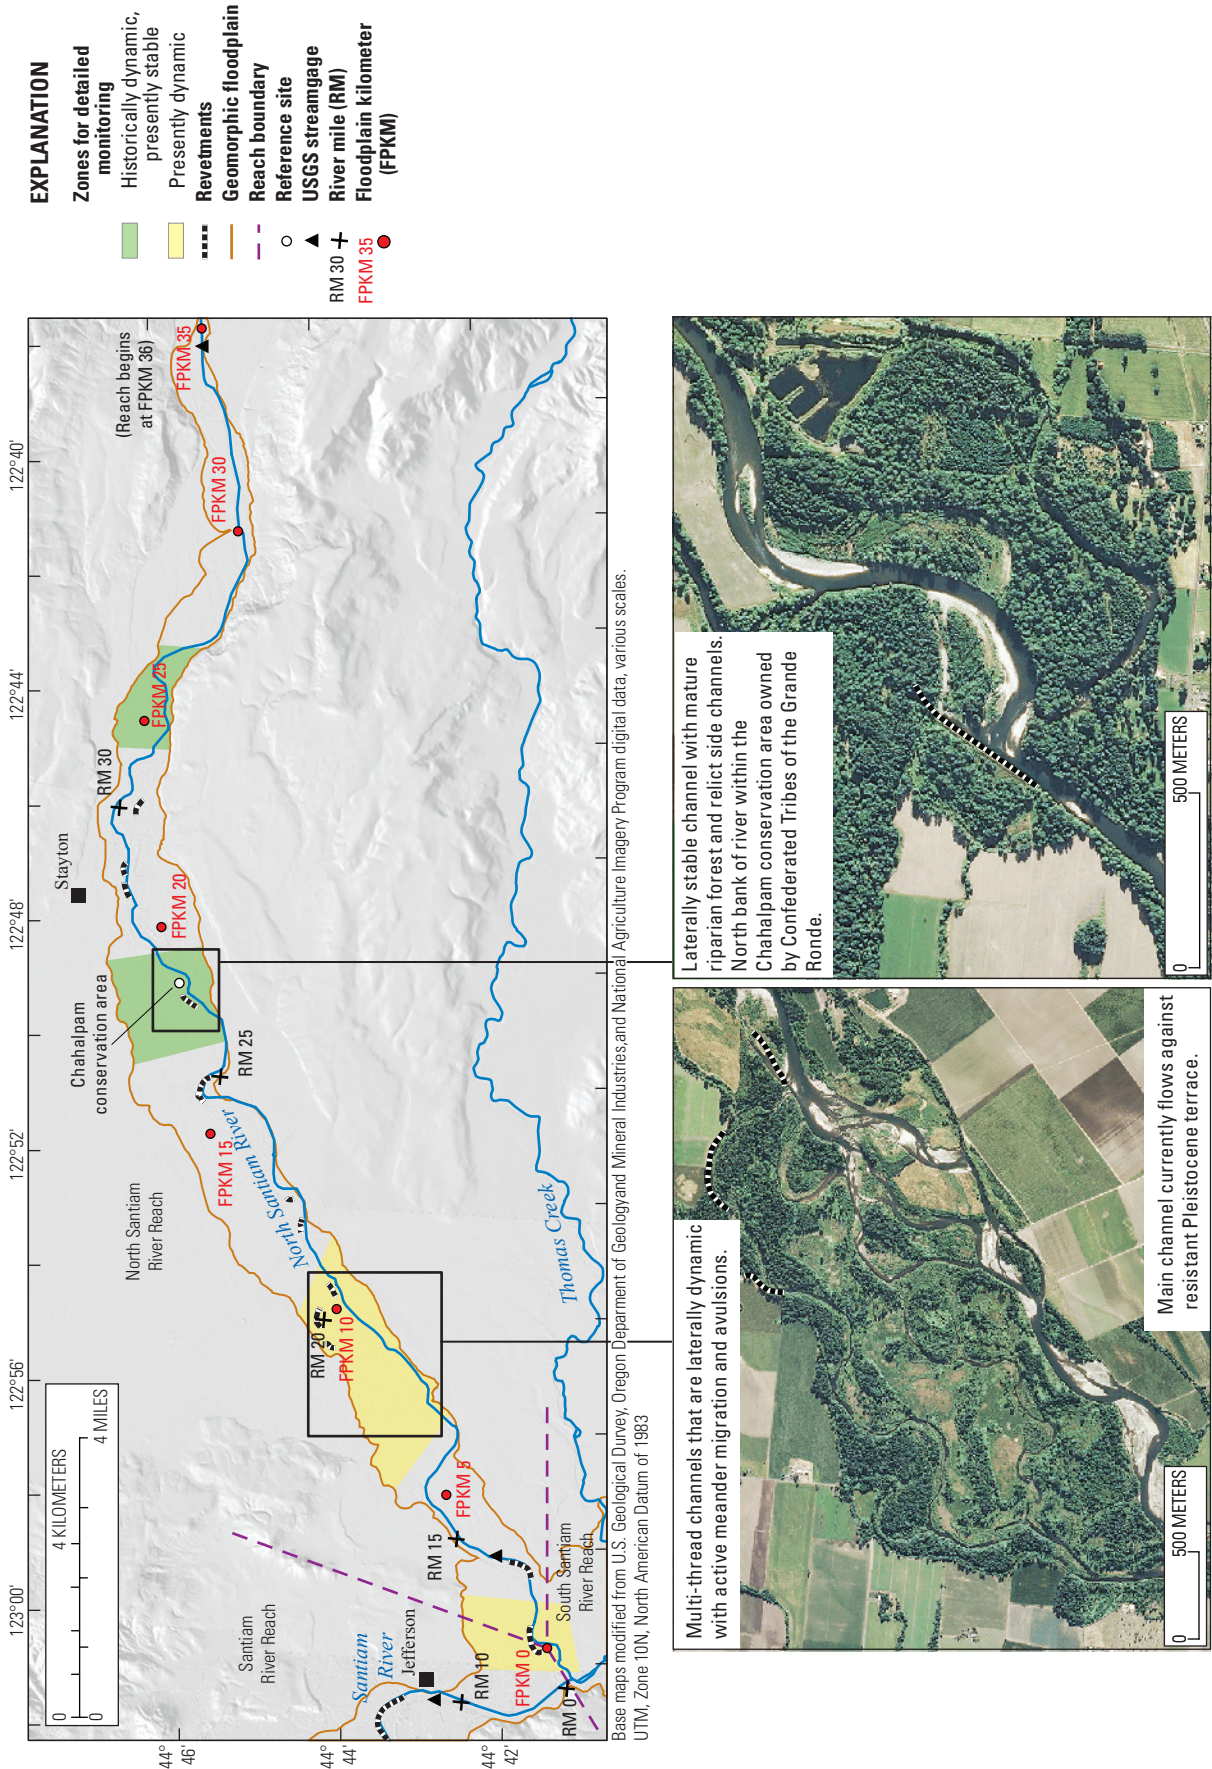 EXPLANATION
Zones for detailed
monitoring
Historically dynamic,
presently stable
Presently dynamic
Revetments
Geomorphic floodplain
Reach boundary
Reference site
USGS streamgage
RM 30
River mile (RM)
FPKM 35
Floodplain kilometer
(FPKM)
123°00'
122°56'
122°52'
122°48'
122°44'
122°40'
44°
46'
44°
44'
44°
42'
0
4 KILOMETERS
0
4 MILES
Stayton
RM 30
(Reach begins
at FPKM 36)
FPKM 35
FPKM 30
FPKM 25
FPKM 20
Chahalpam
conservation area
RM 25
FPKM 15
North Santiam River
North Santiam
River Reach
RM 20
FPKM 10
Thomas Creek
FPKM 5
RM 15
Santiam
River Reach
Santiam
River
Jefferson
RM 10
FPKM 0
RM 0
South Santiam
River Reach
Base maps modified from U.S. Geological Durvey, Oregon Deparment of Geologyand Mineral Industries,and National Agriculture Imagery Program digital data, various scales.
UTM, Zone 10N, North American Datum of 1983
Multi-thread channels that are laterally dynamic
with active meander migration and avulsions.
Main channel currently flows against
resistant Pleistocene terrace.
0
500 METERS
Laterally stable channel with mature
riparian forest and relict side channels.
North bank of river within the
Chahalpam conservation area owned
by Confederated Tribes of the Grande
Ronde.
0
500 METERS